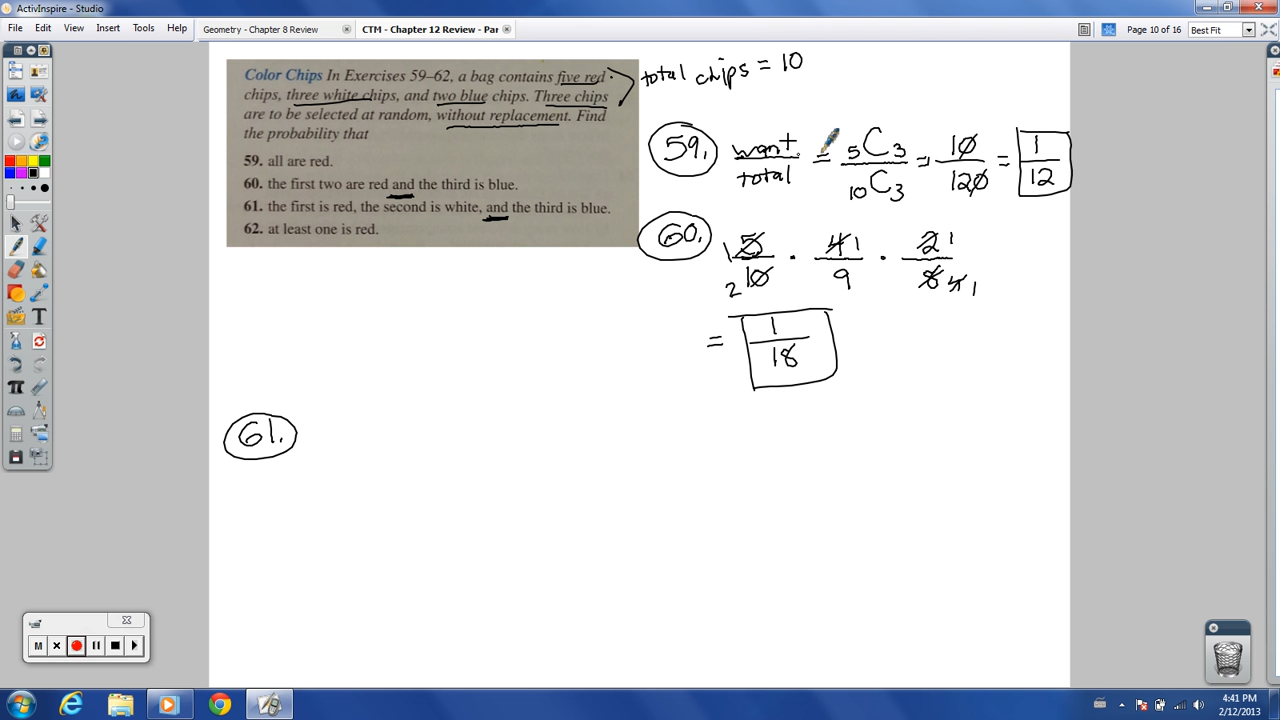 ActivInspire - Studio
File Edit View Insert Tools Help
Geometry - Chapter 8 Review
CTM - Chapter 12 Review - Par
Page 10 of 16
Best Fit
Color Chips In Exercises 59–62, a bag contains five red
chips, three white chips, and two blue chips. Three chips
are to be selected at random, without replacement. Find
the probability that
59. all are red.
60. the first two are red and the third is blue.
61. the first is red, the second is white, and the third is blue.
62. at least one is red.
total chips = 10
59. want/total = 5C3/10C3 = 10/120 = 1/12
60. 1 5/2 10 · 4 1/9 · 2 1/8 4 1
= 1/18
61.
M
4:41 PM
2/12/2013